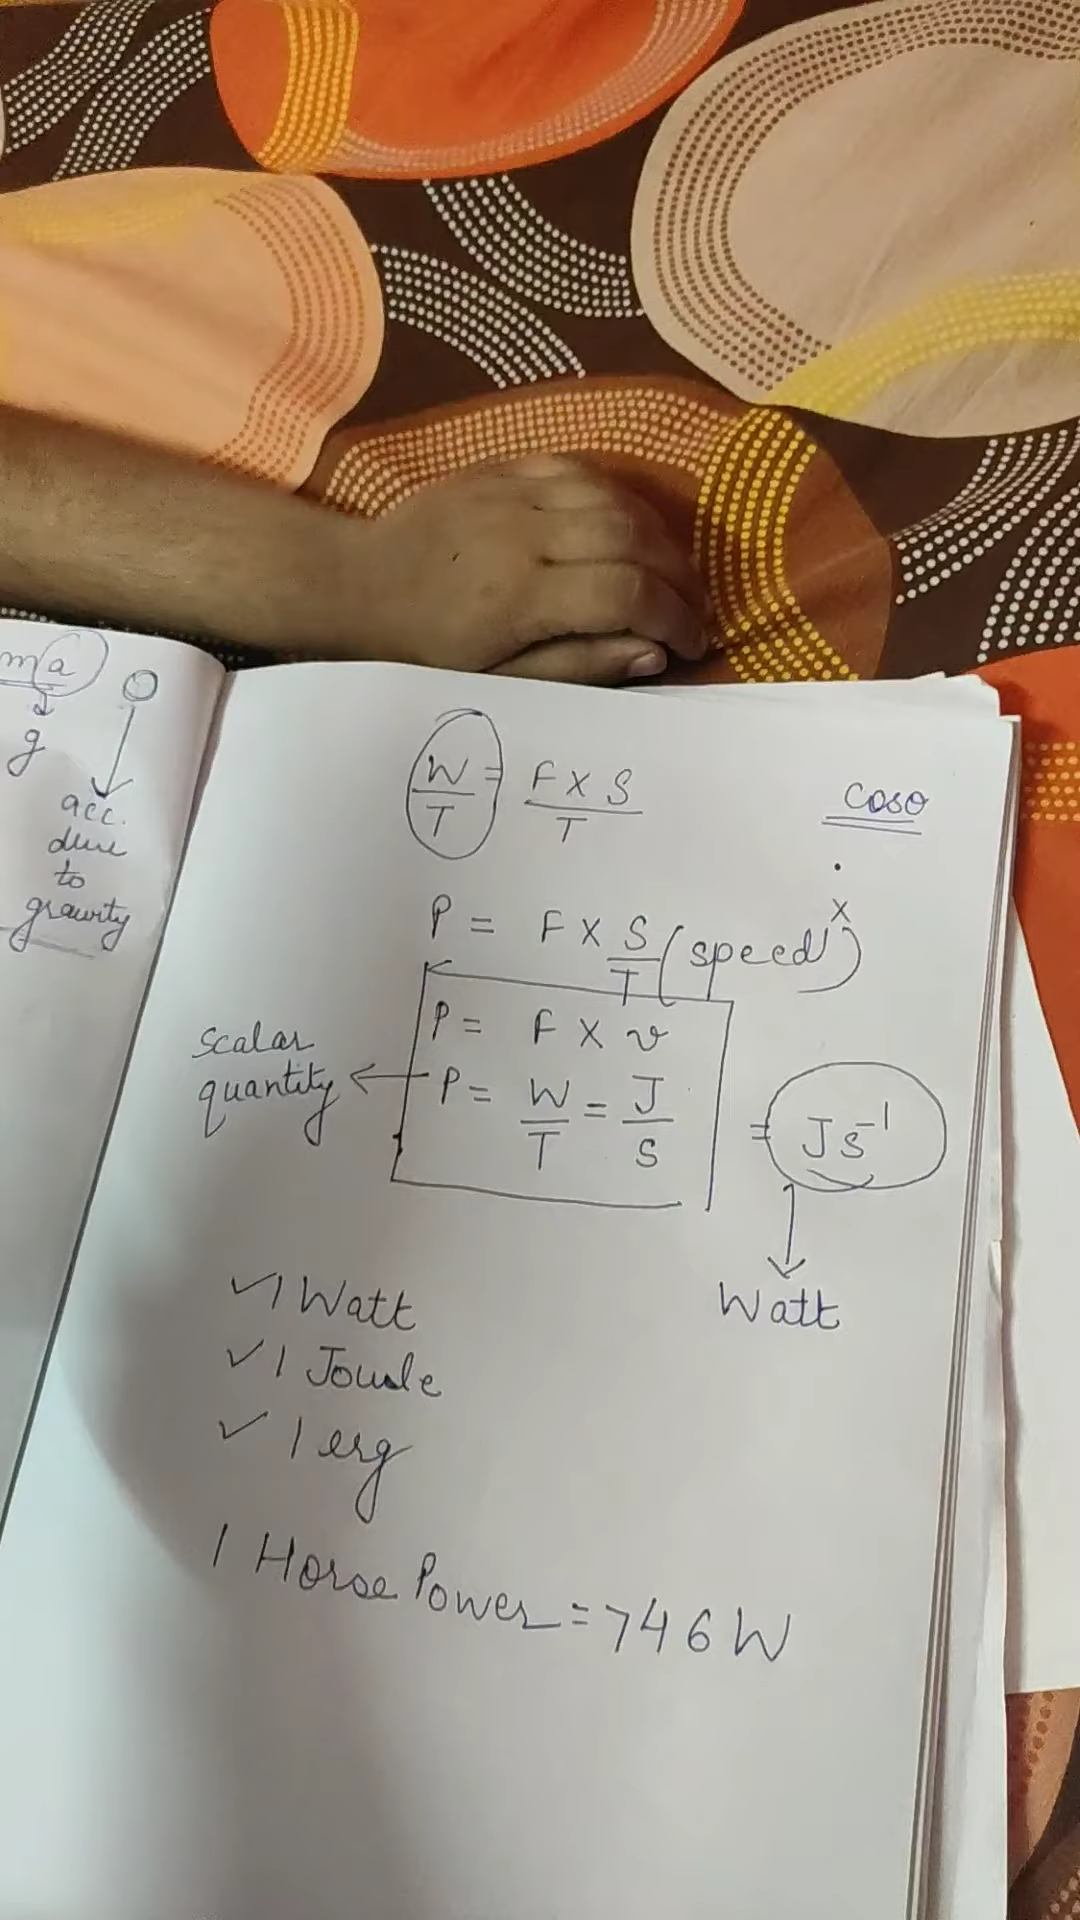 ma
g
acc.
due
to
gravity
W/T = F X S/T
cosθ
P = F X S/T (speed)
x
P = F X v
scalar
quantity
P = W/T = J/S = JS⁻¹
Watt
✓ 1 Watt
✓ 1 Joule
✓ 1 erg
1 Horse Power = 746 W